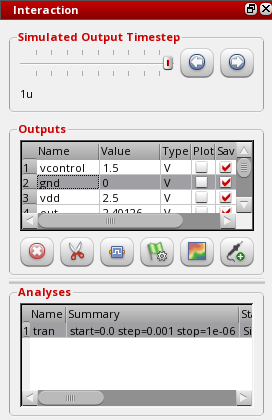 Interaction
Simulated Output Timestep
1u
Outputs
Name Value Type Plot Sav
1 vcontrol 1.5 V
2 gnd 0 V
3 vdd 2.5 V
4 out 2.40126 V
Analyses
Name Summary Sta
1 tran start=0.0 step=0.001 stop=1e-06 Si